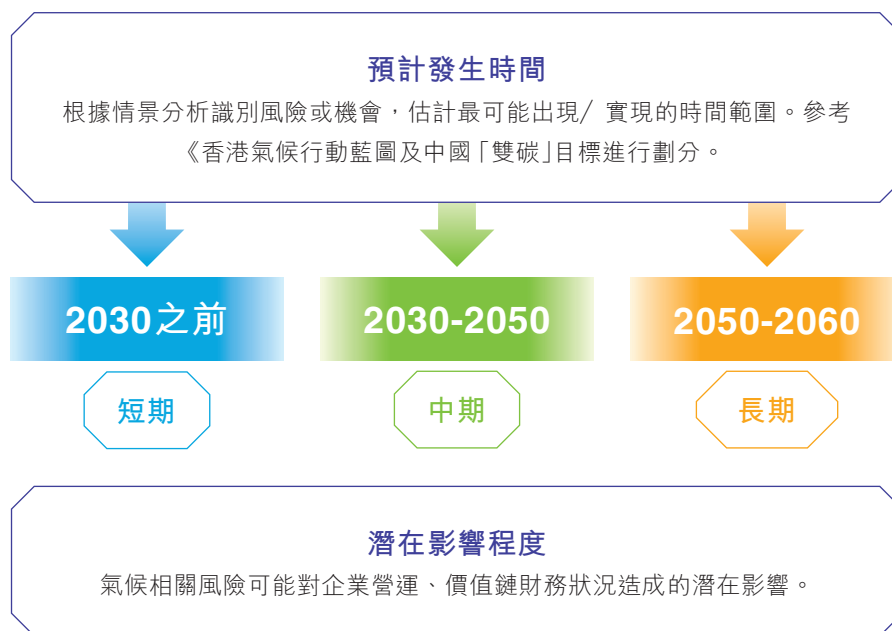 預計發生時間
根據情景分析識別風險或機會，估計最可能出現/ 實現的時間範圍。參考
《香港氣候行動藍圖及中國「雙碳」目標進行劃分。
2030之前
2030-2050
2050-2060
短期
中期
長期
潛在影響程度
氣候相關風險可能對企業營運、價值鏈財務狀況造成的潛在影響。